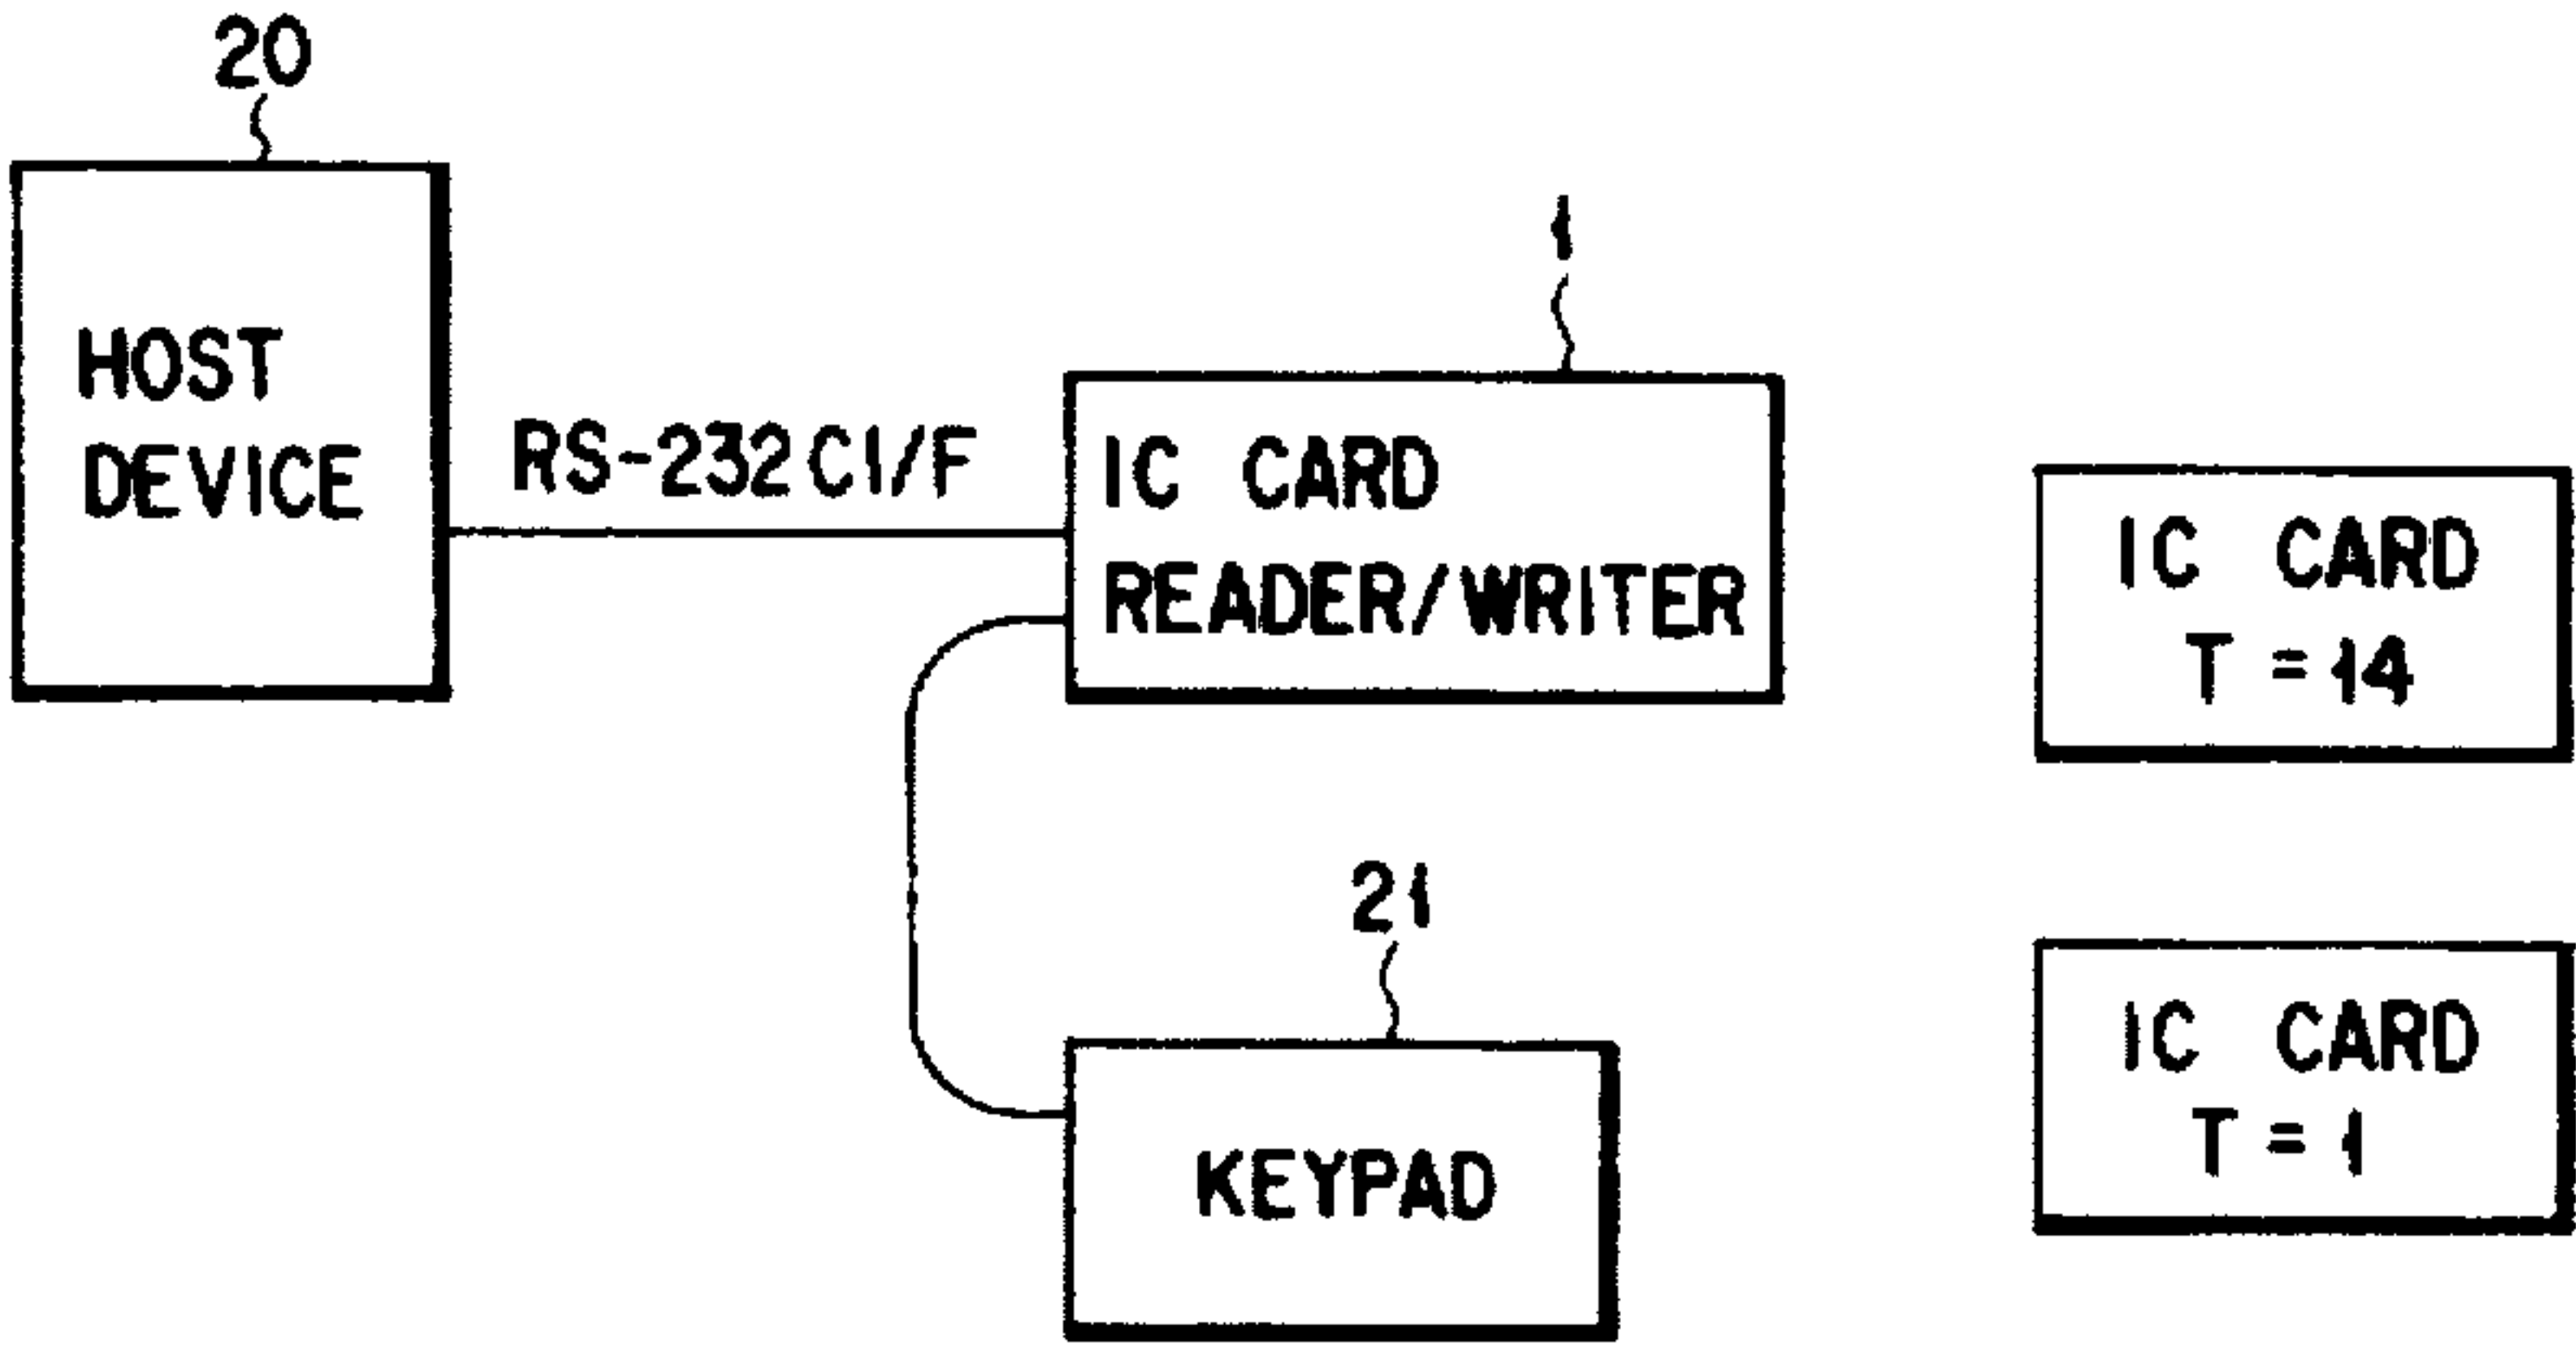 20
HOST
DEVICE
RS-232C I/F
1
IC CARD
READER/WRITER
IC CARD
T = 14
21
KEYPAD
IC CARD
T = 1